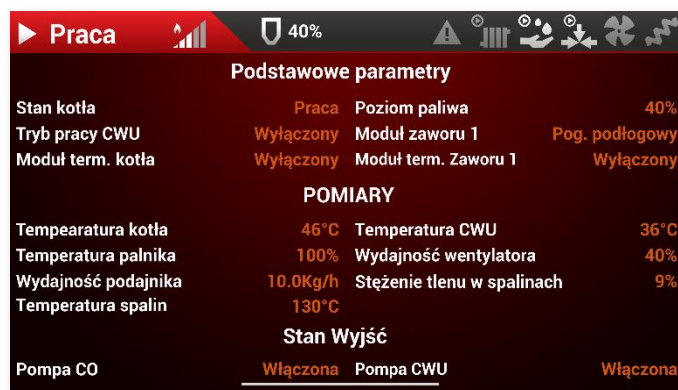 Praca 40%
Podstawowe parametry
Stan kotła Praca Poziom paliwa 40%
Tryb pracy CWU Wyłączony Moduł zaworu 1 Pog. podłogowy
Moduł term. kotła Wyłączony Moduł term. Zaworu 1 Wyłączony
POMIARY
Tempearatura kotła 46°C Temperatura CWU 36°C
Temperatura palnika 100% Wydajność wentylatora 40%
Wydajność podajnika 10.0Kg/h Stężenie tlenu w spalinach 9%
Temperatura spalin 130°C
Stan Wyjść
Pompa CO Włączona Pompa CWU Włączona